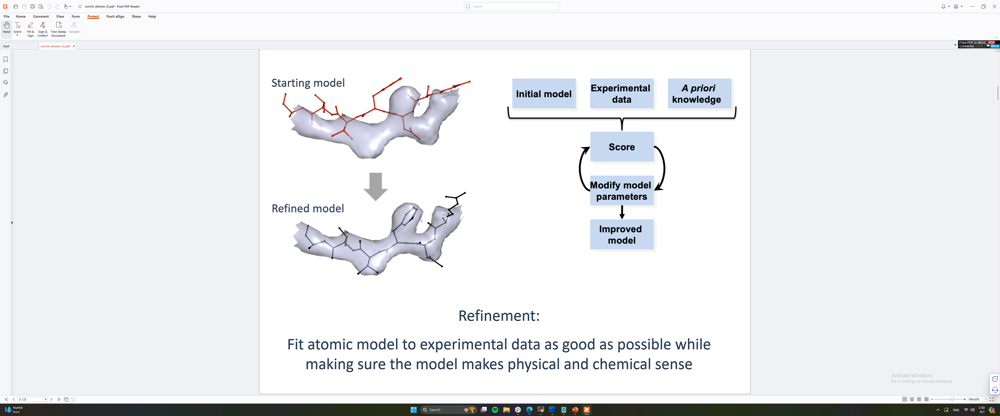 ecm34_afonine (1).pdf - Foxit PDF Reader
Search
File Home Comment View Form Protect Foxit eSign Share Help
Hand
Select
Fill & Sign
Sign & Certify
Time Stamp Document
Validate
Start
ecm34_afonine (1).pdf
Free PDF to Word Converter
PDF
Word
Starting model
Initial model
Experimental data
A priori knowledge
Score
Modify model parameters
Improved model
Refined model
Refinement:
Fit atomic model to experimental data as good as possible while
making sure the model makes physical and chemical sense
Activate Windows
Go to Settings to activate Windows.
3 / 23
196.42%
Humid
Now
Search
ENG
1:50
9/7